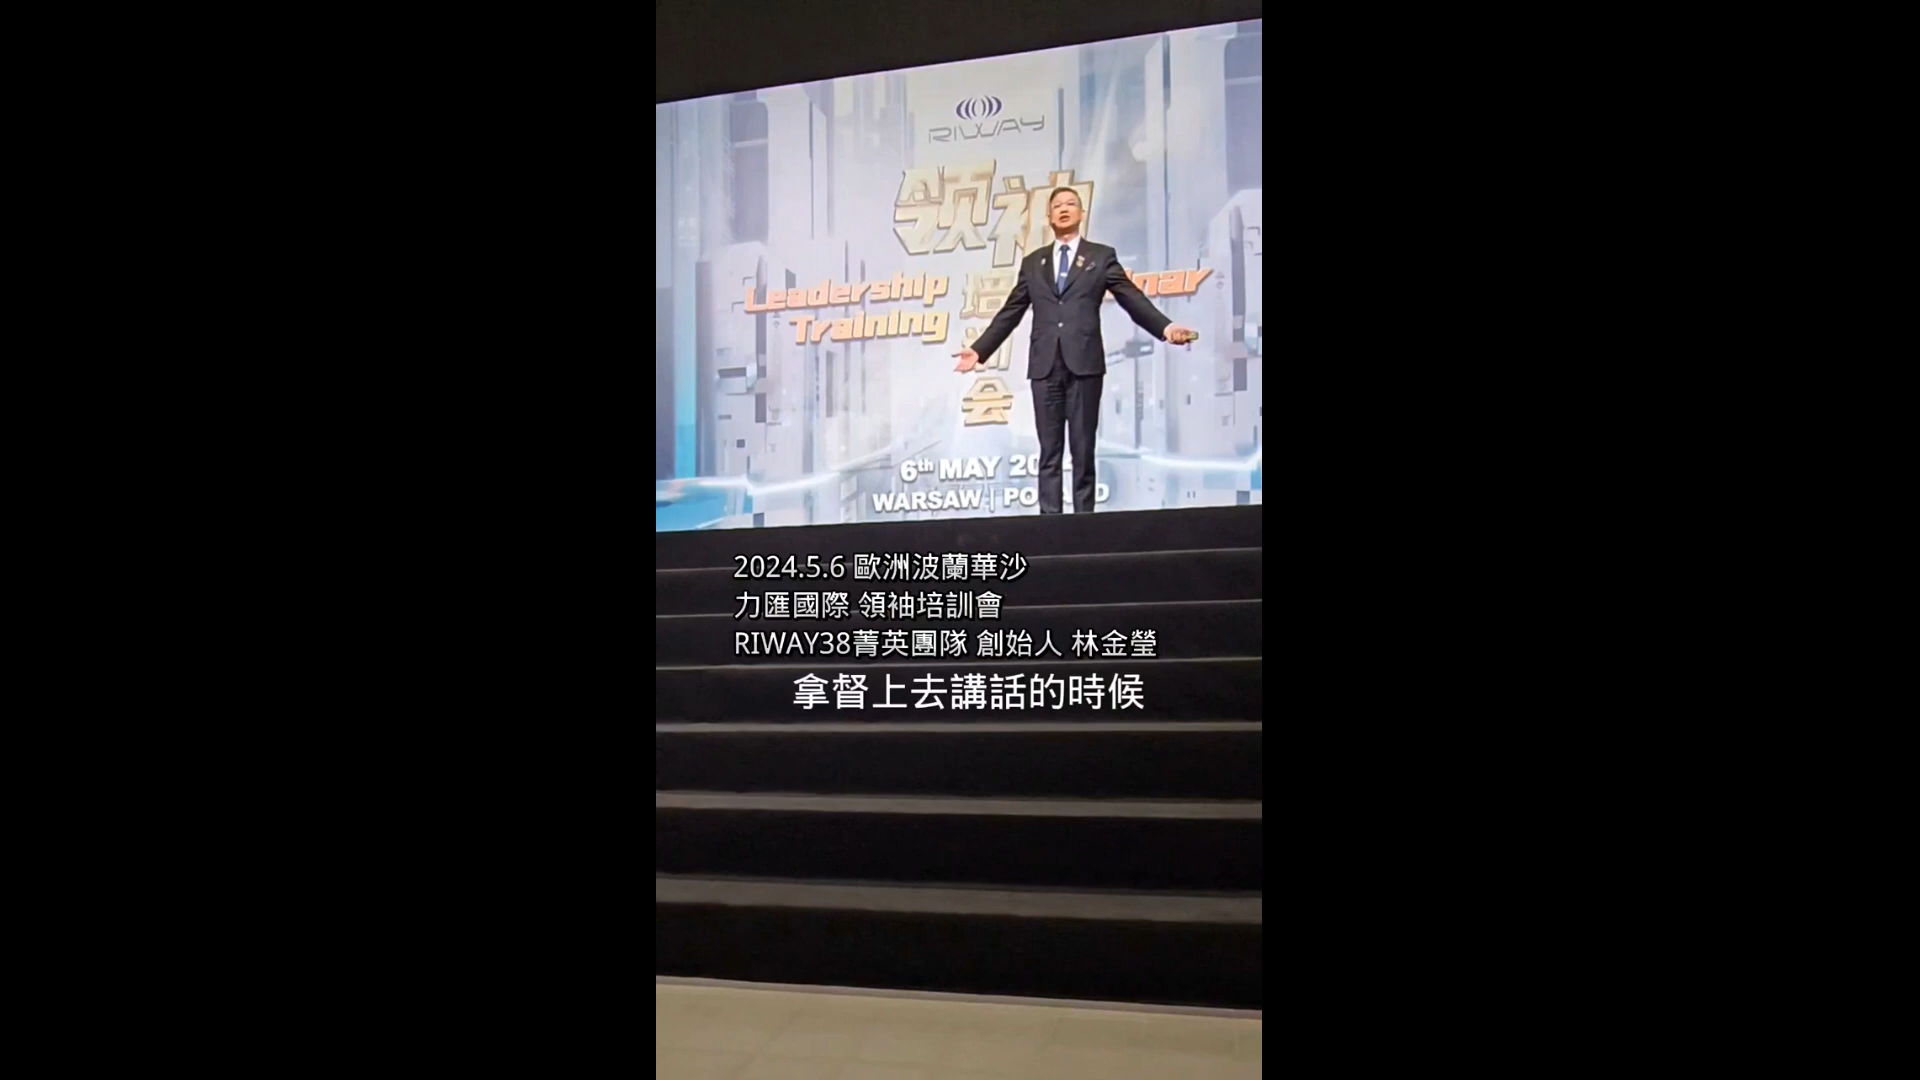 RIWAY
领袖
Leadership
Training
培
会
6th MAY 20
WARSAW | PO
2024.5.6 歐洲波蘭華沙
力匯國際 領袖培訓會
RIWAY38菁英團隊 創始人 林金瑩
拿督上去講話的時候